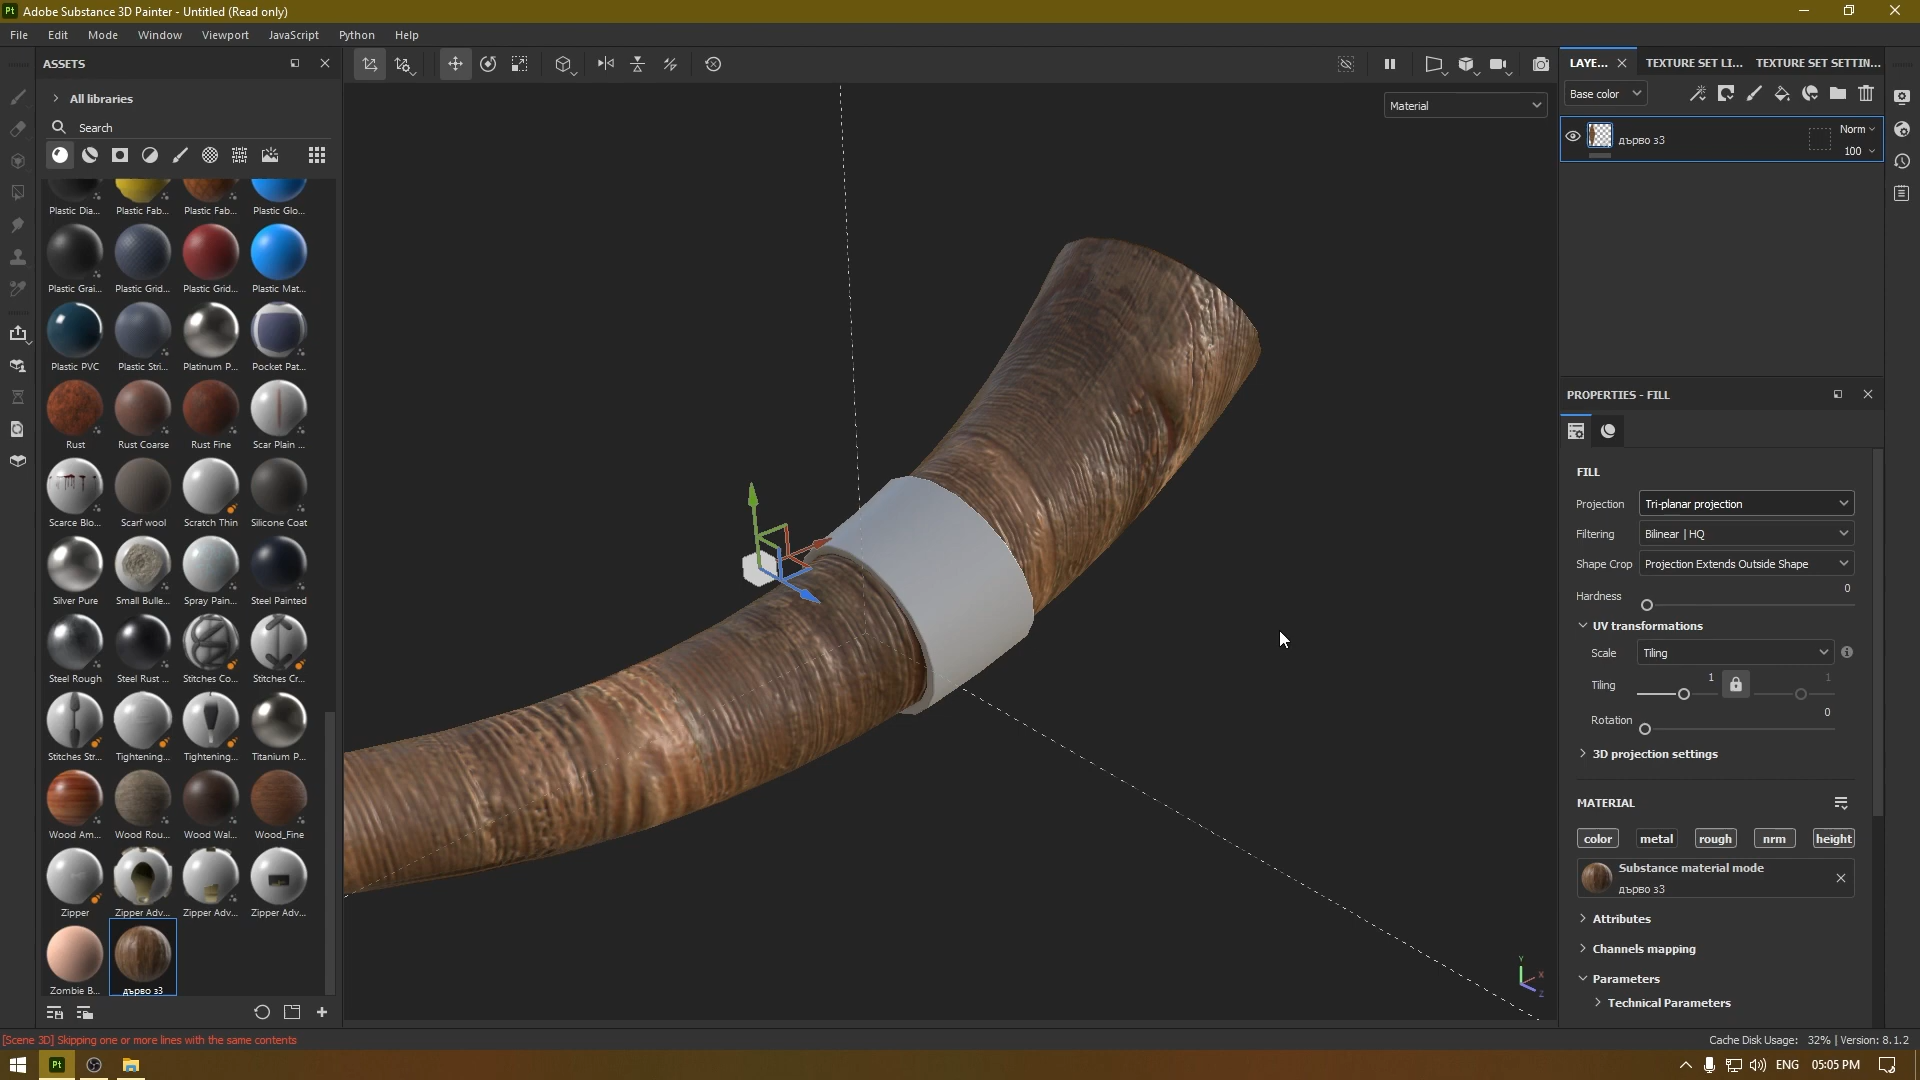 Pt Adobe Substance 3D Painter - Untitled (Read only)
File Edit Mode Window Viewport JavaScript Python Help
ASSETS
All libraries
Search
Plastic Dia... Plastic Fab... Plastic Fab... Plastic Glo...
Plastic Grai... Plastic Grid... Plastic Grid... Plastic Mat...
Plastic PVC Plastic Stri... Platinum P... Pocket Pat...
Rust Rust Coarse Rust Fine Scar Plain ...
Scarce Blo... Scarf wool Scratch Thin Silicone Coat
Silver Pure Small Bulle... Spray Pain... Steel Painted
Steel Rough Steel Rust ... Stitches Co... Stitches Cr...
Stitches Str... Tightening... Tightening... Titanium P...
Wood Am... Wood Rou... Wood Wal... Wood_Fine
Zipper Zipper Adv... Zipper Adv... Zipper Adv...
Zombie B... дърво з3
Material
Y
X
Z
LAYE... TEXTURE SET LI... TEXTURE SET SETTIN...
Base color
дърво з3 Norm
100
PROPERTIES - FILL
FILL
Projection Tri-planar projection
Filtering Bilinear | HQ
Shape Crop Projection Extends Outside Shape
Hardness 0
UV transformations
Scale Tiling
Tiling 1 1
Rotation 0
3D projection settings
MATERIAL
color metal rough nrm height
Substance material mode
дърво з3
Attributes
Channels mapping
Parameters
Technical Parameters
[Scene 3D] Skipping one or more lines with the same contents
Cache Disk Usage: 32% | Version: 8.1.2
Pt
ENG 05:05 PM